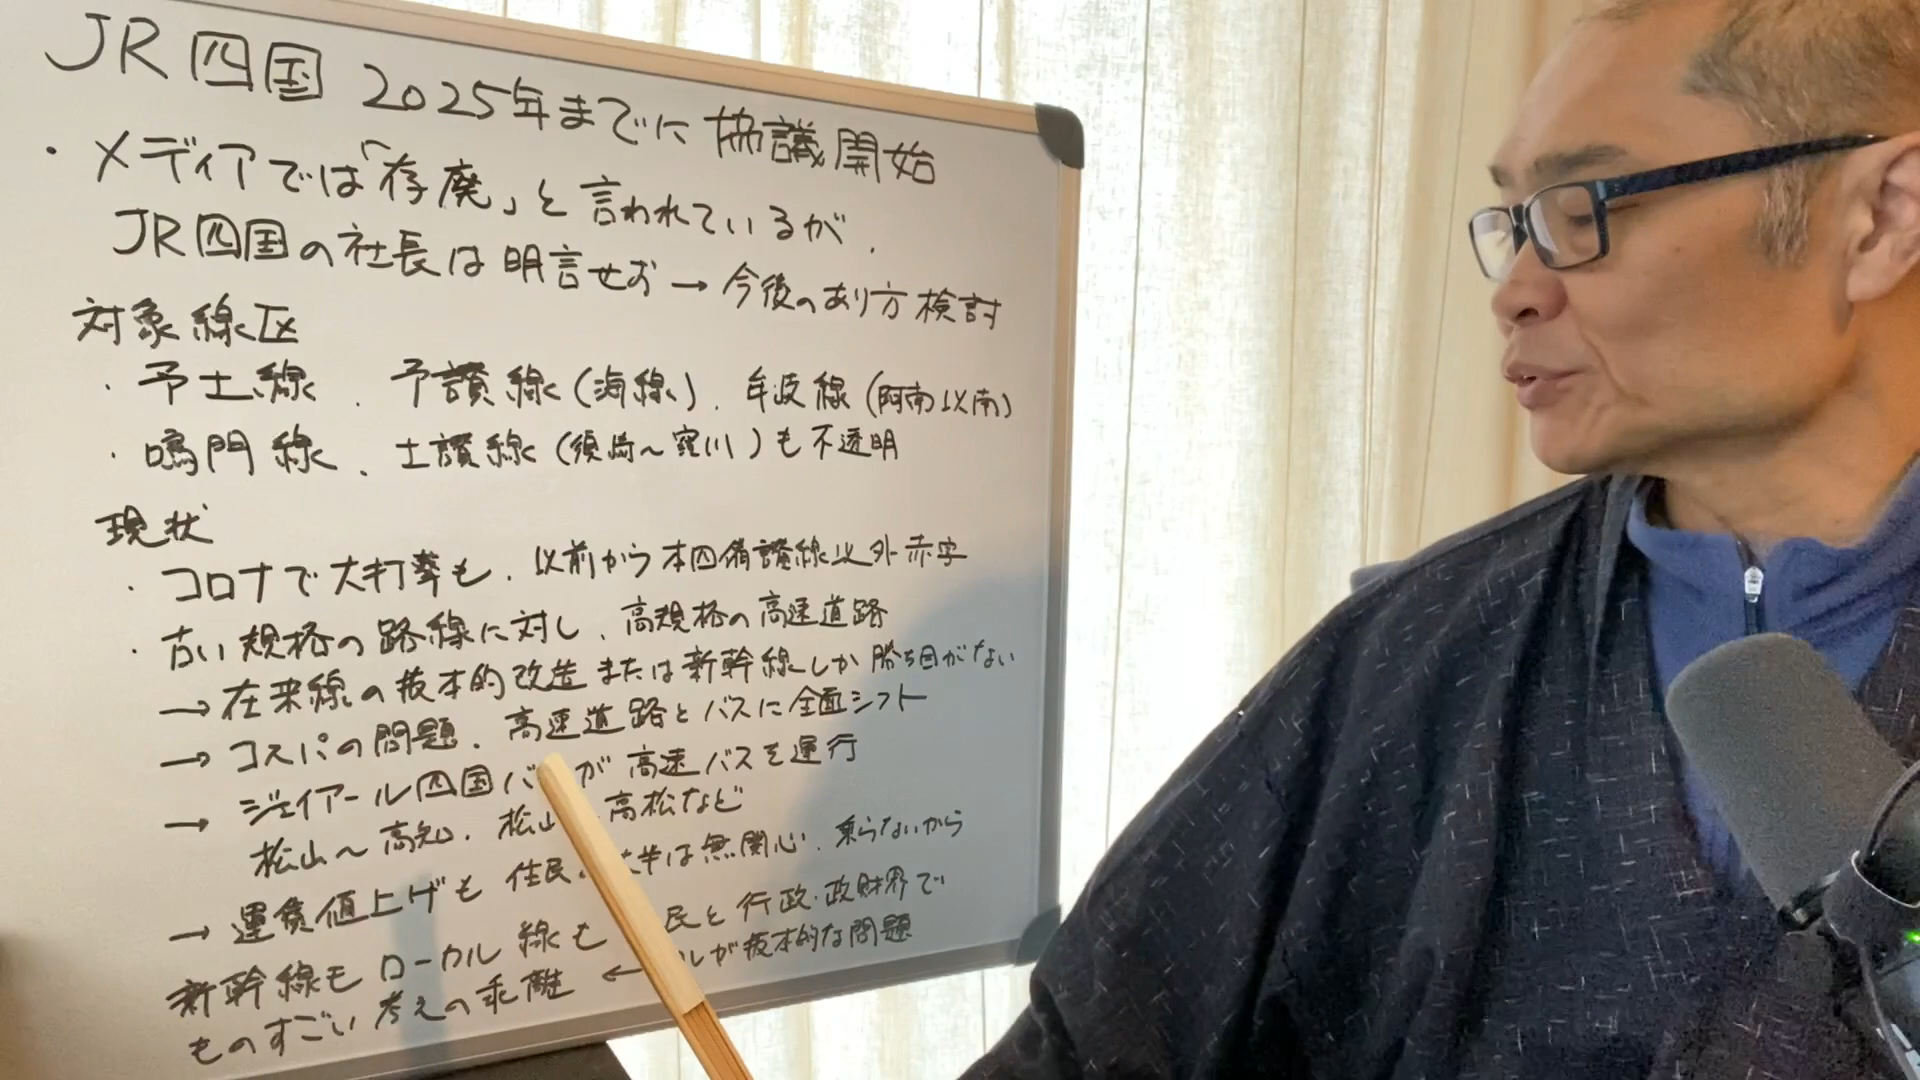 JR四国 2025年までに協議開始
・メディアでは「存廃」と言われているが、
JR四国の社長は明言せず→今後のあり方検討
対象線区
・予土線、予讃線(海線)、牟岐線(阿南以南)
・鳴門線、土讃線(須崎〜窪川)も不透明
現状
・コロナで大打撃も、以前から本四備讃線以外赤字
・古い規格の路線に対し、高規格の高速道路
→在来線の抜本的改造または新幹線しか勝ち目がない
→コスパの問題、高速道路とバスに全面シフト
→ジェイアール四国バ が高速バスを運行
松山〜高知、松山 高松など
→運賃値上げも住民 は無関心、乗らないから
新幹線もローカル線も 民と行政・政財界で
ものすごい考えの乖離 ← が抜本的な問題